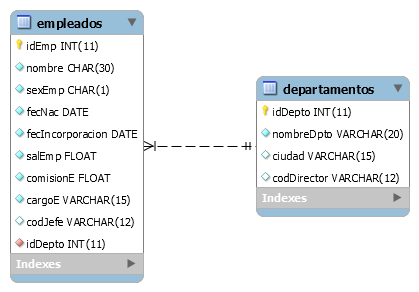 empleados
idEmp INT(11)
nombre CHAR(30)
sexEmp CHAR(1)
fecNac DATE
fecIncorporacion DATE
salEmp FLOAT
comisionE FLOAT
cargoE VARCHAR(15)
codJefe VARCHAR(12)
idDepto INT(11)
Indexes
departamentos
idDepto INT(11)
nombreDpto VARCHAR(20)
ciudad VARCHAR(15)
codDirector VARCHAR(12)
Indexes